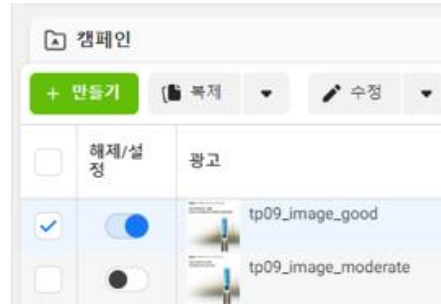 캠페인
+ 만들기 복제 수정
해제/설
정
광고
tp09_image_good
tp09_image_moderate